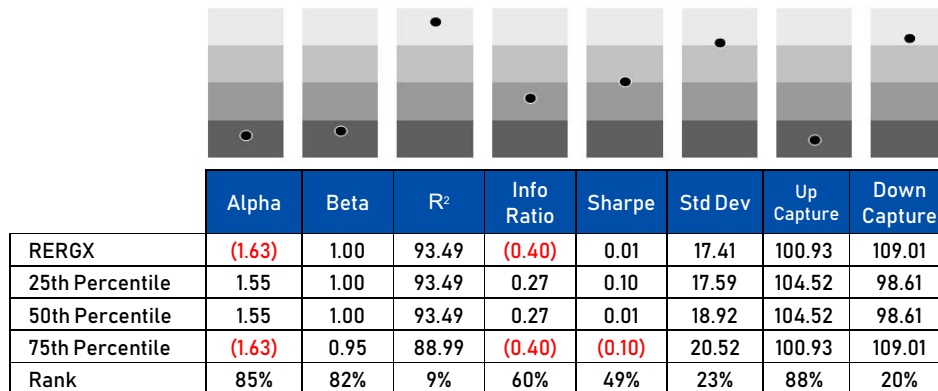 Alpha Beta R² Info Ratio Sharpe Std Dev Up Capture Down Capture
RERGX (1.63) 1.00 93.49 (0.40) 0.01 17.41 100.93 109.01
25th Percentile 1.55 1.00 93.49 0.27 0.10 17.59 104.52 98.61
50th Percentile 1.55 1.00 93.49 0.27 0.01 18.92 104.52 98.61
75th Percentile (1.63) 0.95 88.99 (0.40) (0.10) 20.52 100.93 109.01
Rank 85% 82% 9% 60% 49% 23% 88% 20%